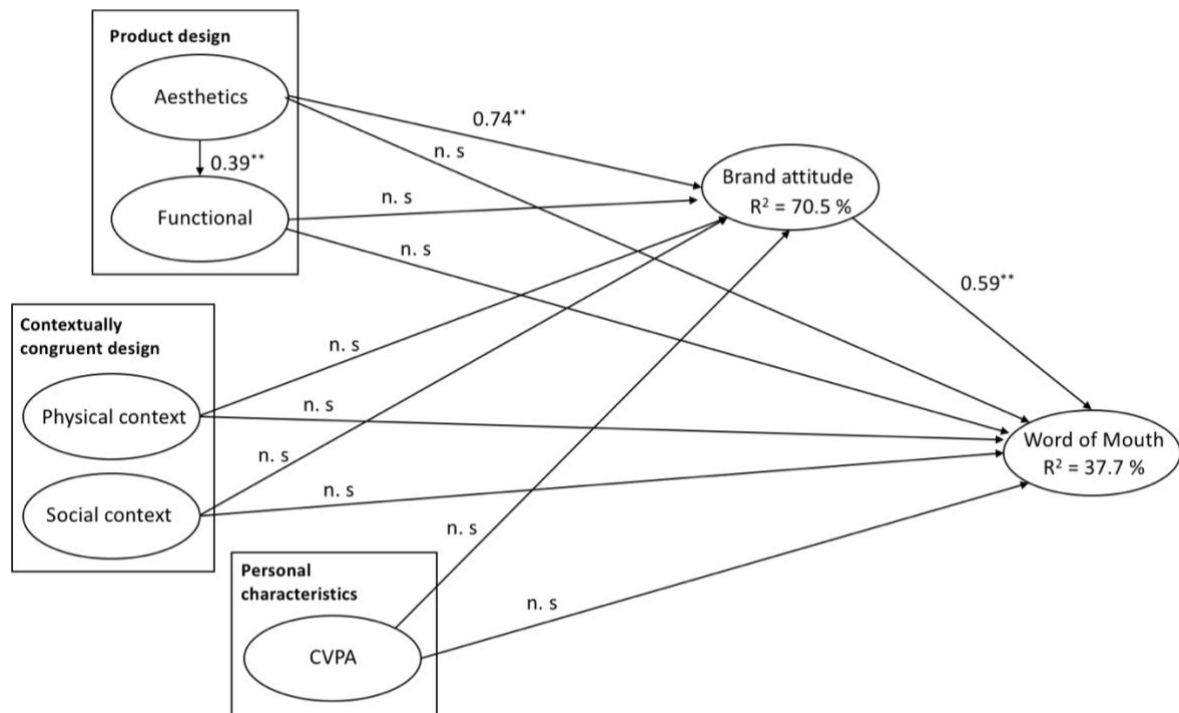 Product design
Aesthetics
0.39**
Functional
0.74**
n. s
n. s
n. s
Brand attitude
R² = 70.5 %
0.59**
Contextually
congruent design
Physical context
Social context
n. s
n. s
n. s
n. s
Word of Mouth
R² = 37.7 %
Personal
characteristics
CVPA
n. s
n. s